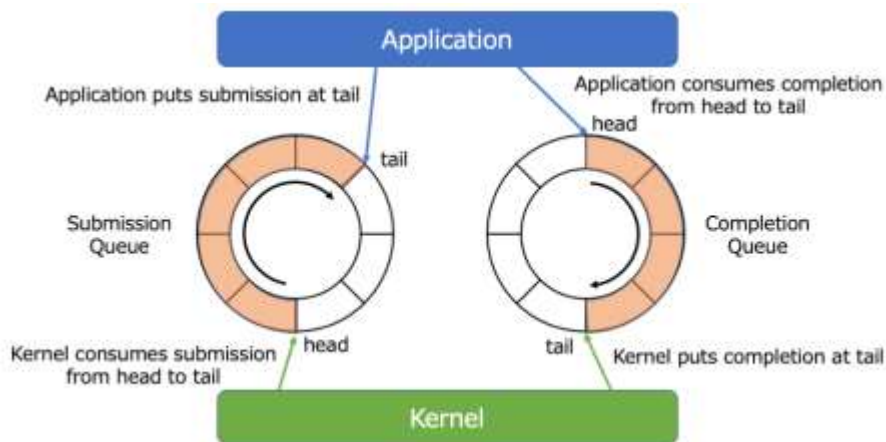 Application
Application puts submission at tail
Application consumes completion
from head to tail
head
tail
Submission
Queue
Completion
Queue
head
tail
Kernel consumes submission
from head to tail
Kernel puts completion at tail
Kernel